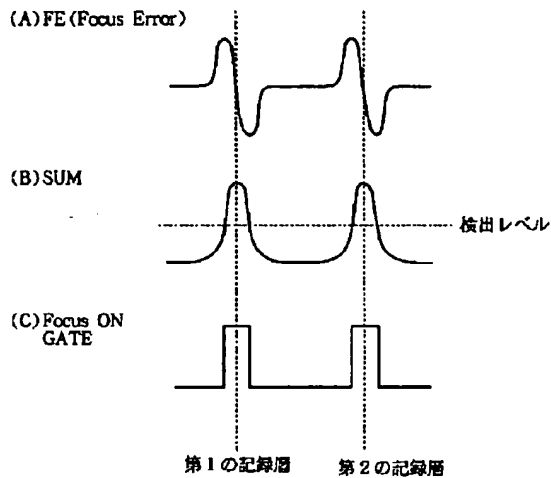 (A)FE(Focus Error)
(B)SUM
検出レベル
(C)Focus ON
GATE
第1の記録層
第2の記録層